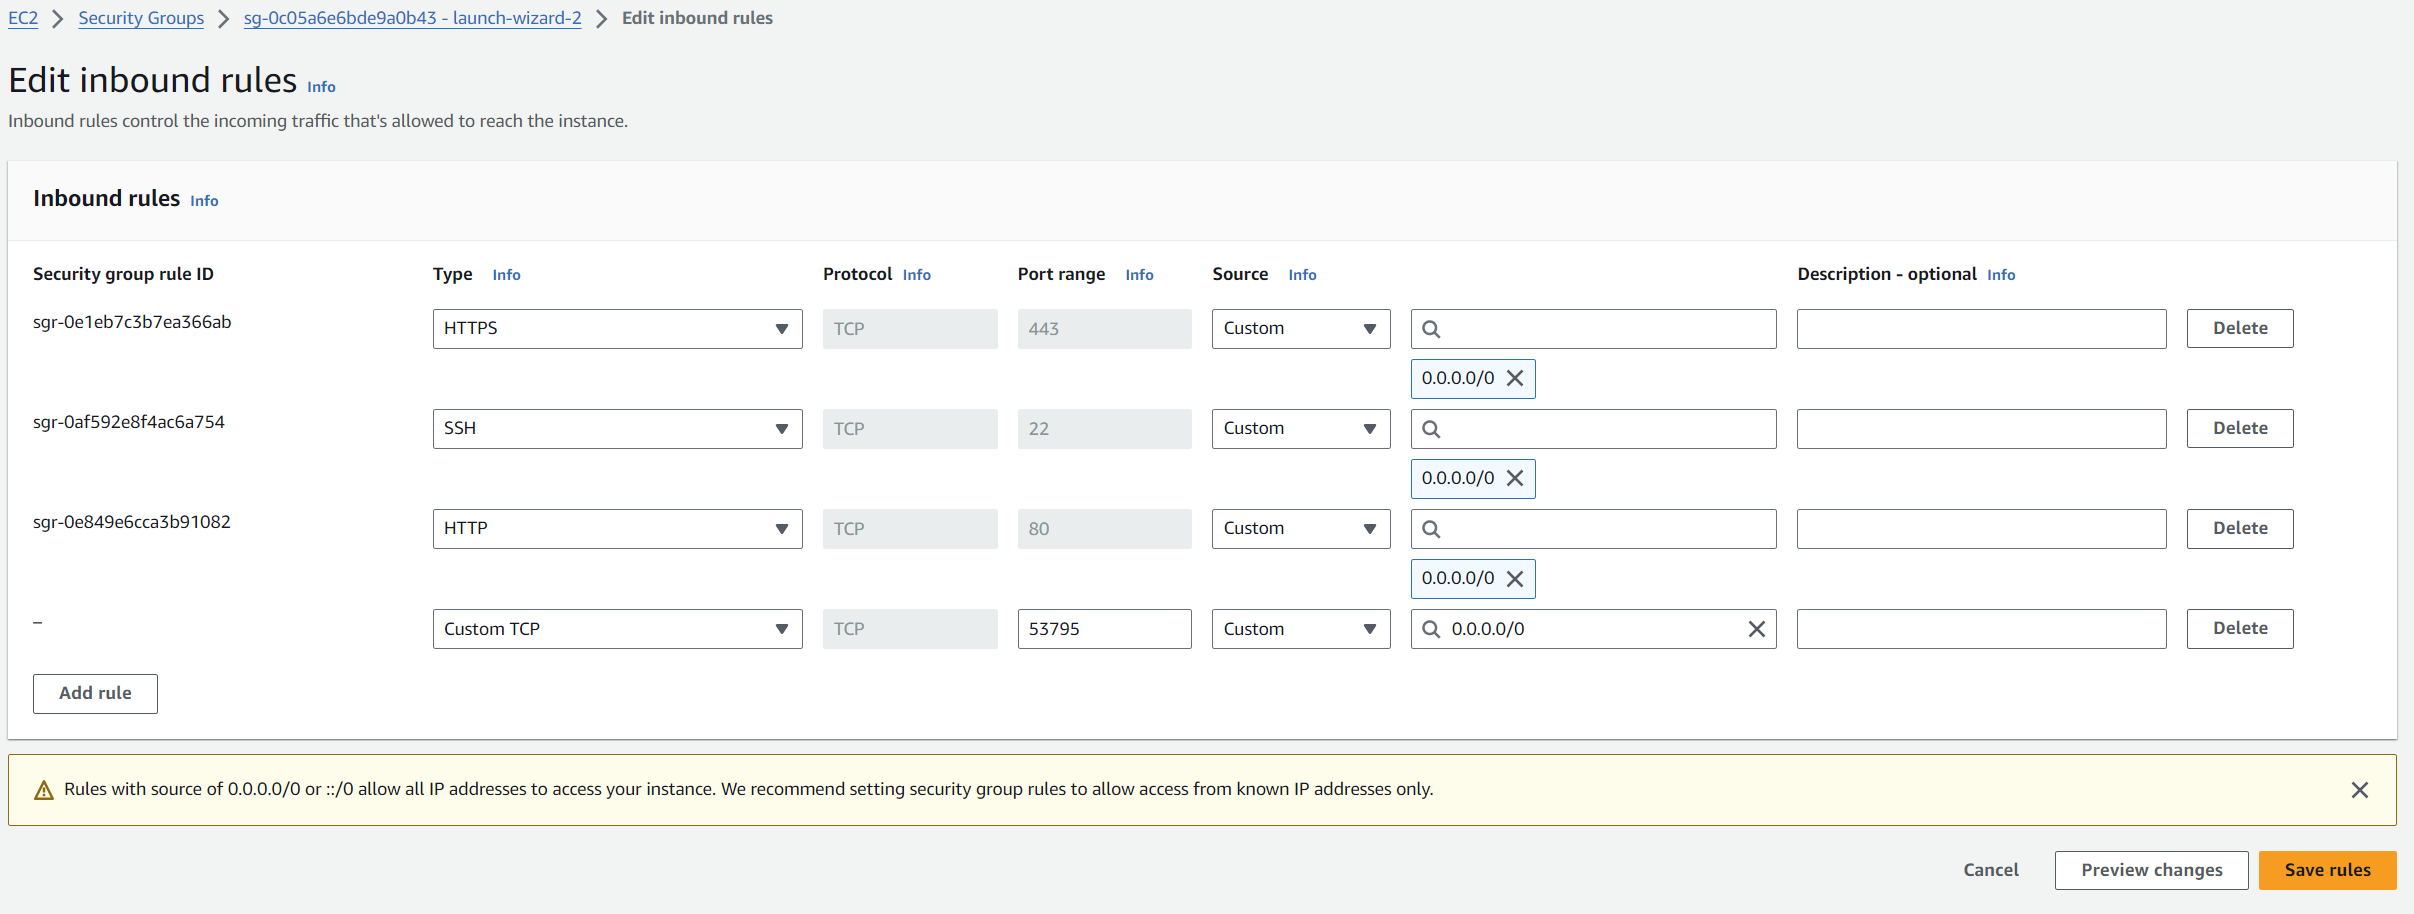 EC2 > Security Groups > sg-0c05a6e6bde9a0b43 - launch-wizard-2 > Edit inbound rules
Edit inbound rules Info
Inbound rules control the incoming traffic that's allowed to reach the instance.
Inbound rules Info
Security group rule ID Type Info Protocol Info Port range Info Source Info Description - optional Info
sgr-0e1eb7c3b7ea366ab HTTPS TCP 443 Custom Delete
0.0.0.0/0
sgr-0af592e8f4ac6a754 SSH TCP 22 Custom Delete
0.0.0.0/0
sgr-0e849e6cca3b91082 HTTP TCP 80 Custom Delete
0.0.0.0/0
– Custom TCP TCP 53795 Custom 0.0.0.0/0 Delete
Add rule
Rules with source of 0.0.0.0/0 or ::/0 allow all IP addresses to access your instance. We recommend setting security group rules to allow access from known IP addresses only.
Cancel Preview changes Save rules